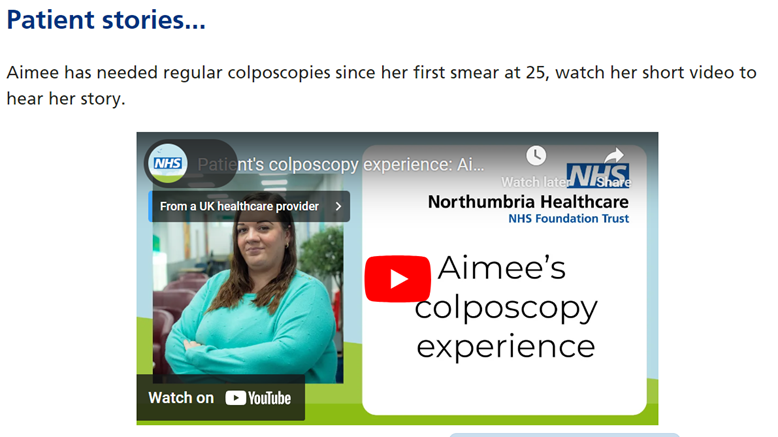 Patient stories...
Aimee has needed regular colposcopies since her first smear at 25, watch her short video to
hear her story.
NHS
Patient's colposcopy experience: Ai...
Watch later
Share
From a UK healthcare provider
NHS
Northumbria Healthcare
NHS Foundation Trust
Aimee’s
colposcopy
experience
Watch on YouTube